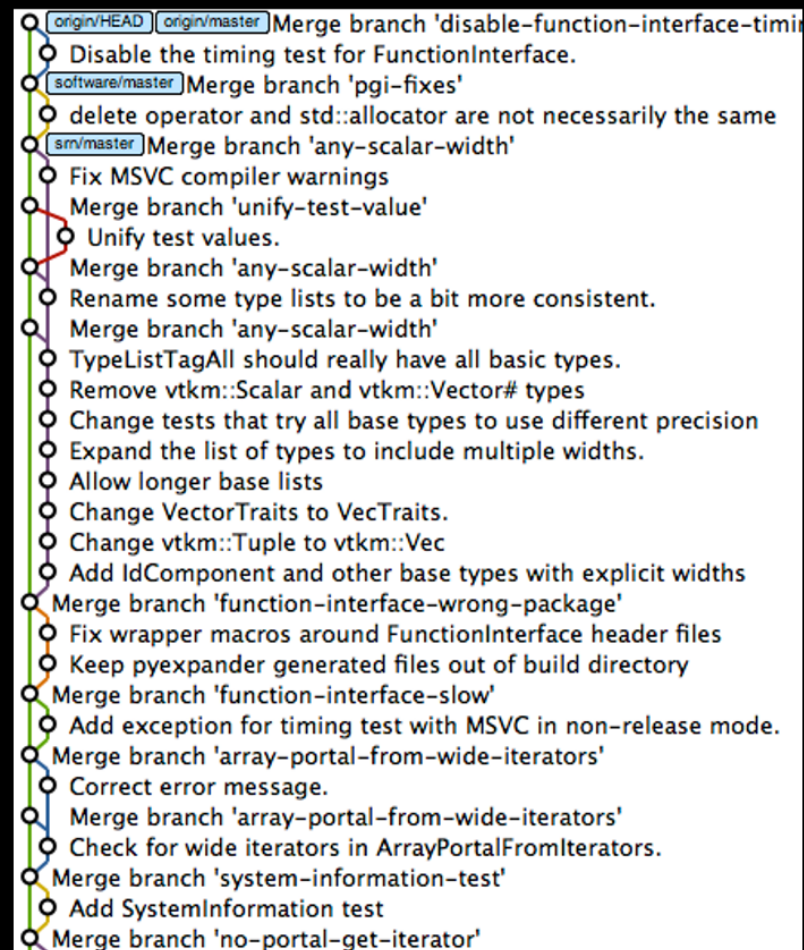 origin/HEAD origin/master Merge branch 'disable-function-interface-timi
Disable the timing test for FunctionInterface.
software/master Merge branch 'pgi-fixes'
delete operator and std::allocator are not necessarily the same
srn/master Merge branch 'any-scalar-width'
Fix MSVC compiler warnings
Merge branch 'unify-test-value'
Unify test values.
Merge branch 'any-scalar-width'
Rename some type lists to be a bit more consistent.
Merge branch 'any-scalar-width'
TypeListTagAll should really have all basic types.
Remove vtkm::Scalar and vtkm::Vector# types
Change tests that try all base types to use different precision
Expand the list of types to include multiple widths.
Allow longer base lists
Change VectorTraits to VecTraits.
Change vtkm::Tuple to vtkm::Vec
Add IdComponent and other base types with explicit widths
Merge branch 'function-interface-wrong-package'
Fix wrapper macros around FunctionInterface header files
Keep pyexpander generated files out of build directory
Merge branch 'function-interface-slow'
Add exception for timing test with MSVC in non-release mode.
Merge branch 'array-portal-from-wide-iterators'
Correct error message.
Merge branch 'array-portal-from-wide-iterators'
Check for wide iterators in ArrayPortalFromIterators.
Merge branch 'system-information-test'
Add SystemInformation test
Merge branch 'no-portal-get-iterator'